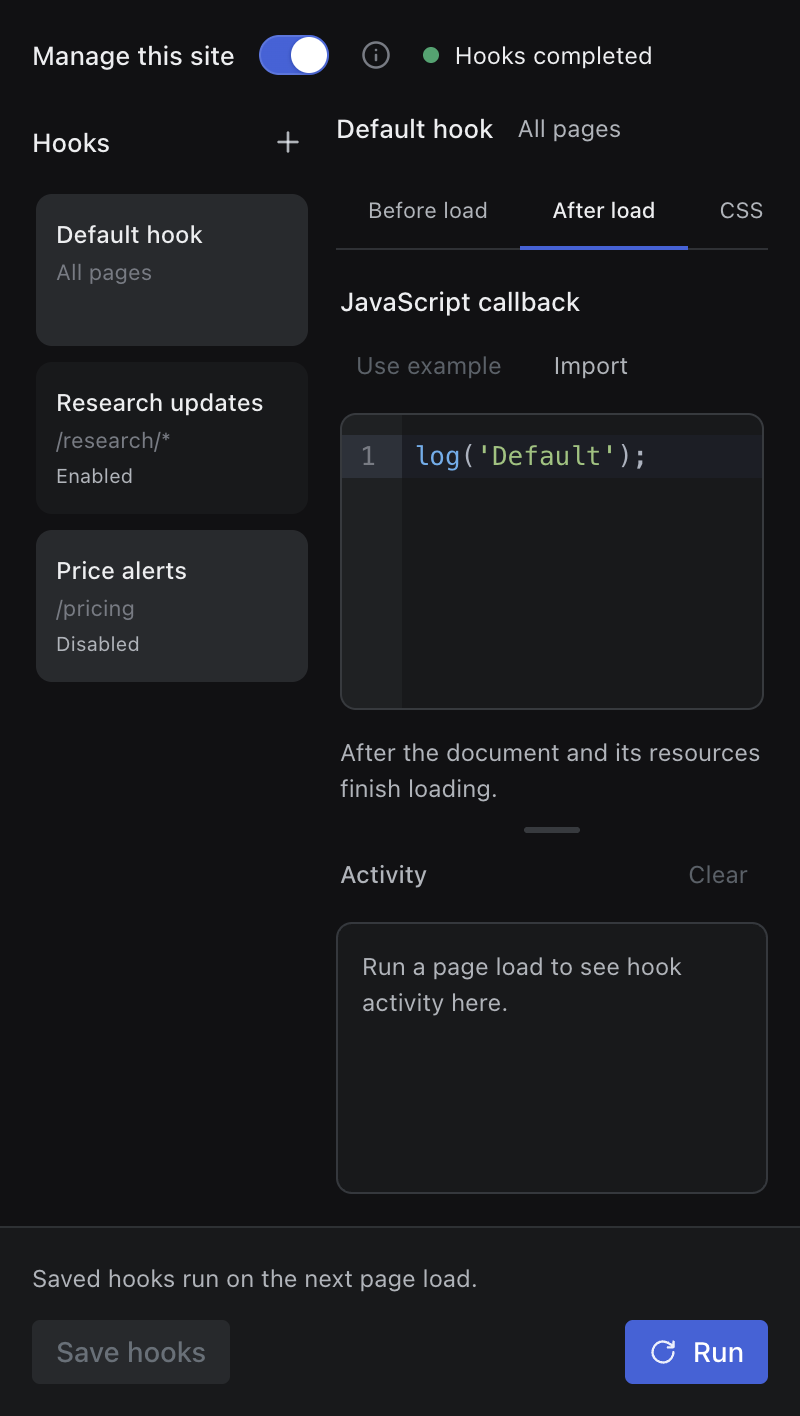 Manage this site
Hooks completed
Hooks
Default hook
All pages
Research updates
/research/*
Enabled
Price alerts
/pricing
Disabled
Default hook All pages
Before load After load CSS
JavaScript callback
Use example Import
1 log('Default');
After the document and its resources
finish loading.
Activity Clear
Run a page load to see hook
activity here.
Saved hooks run on the next page load.
Save hooks Run